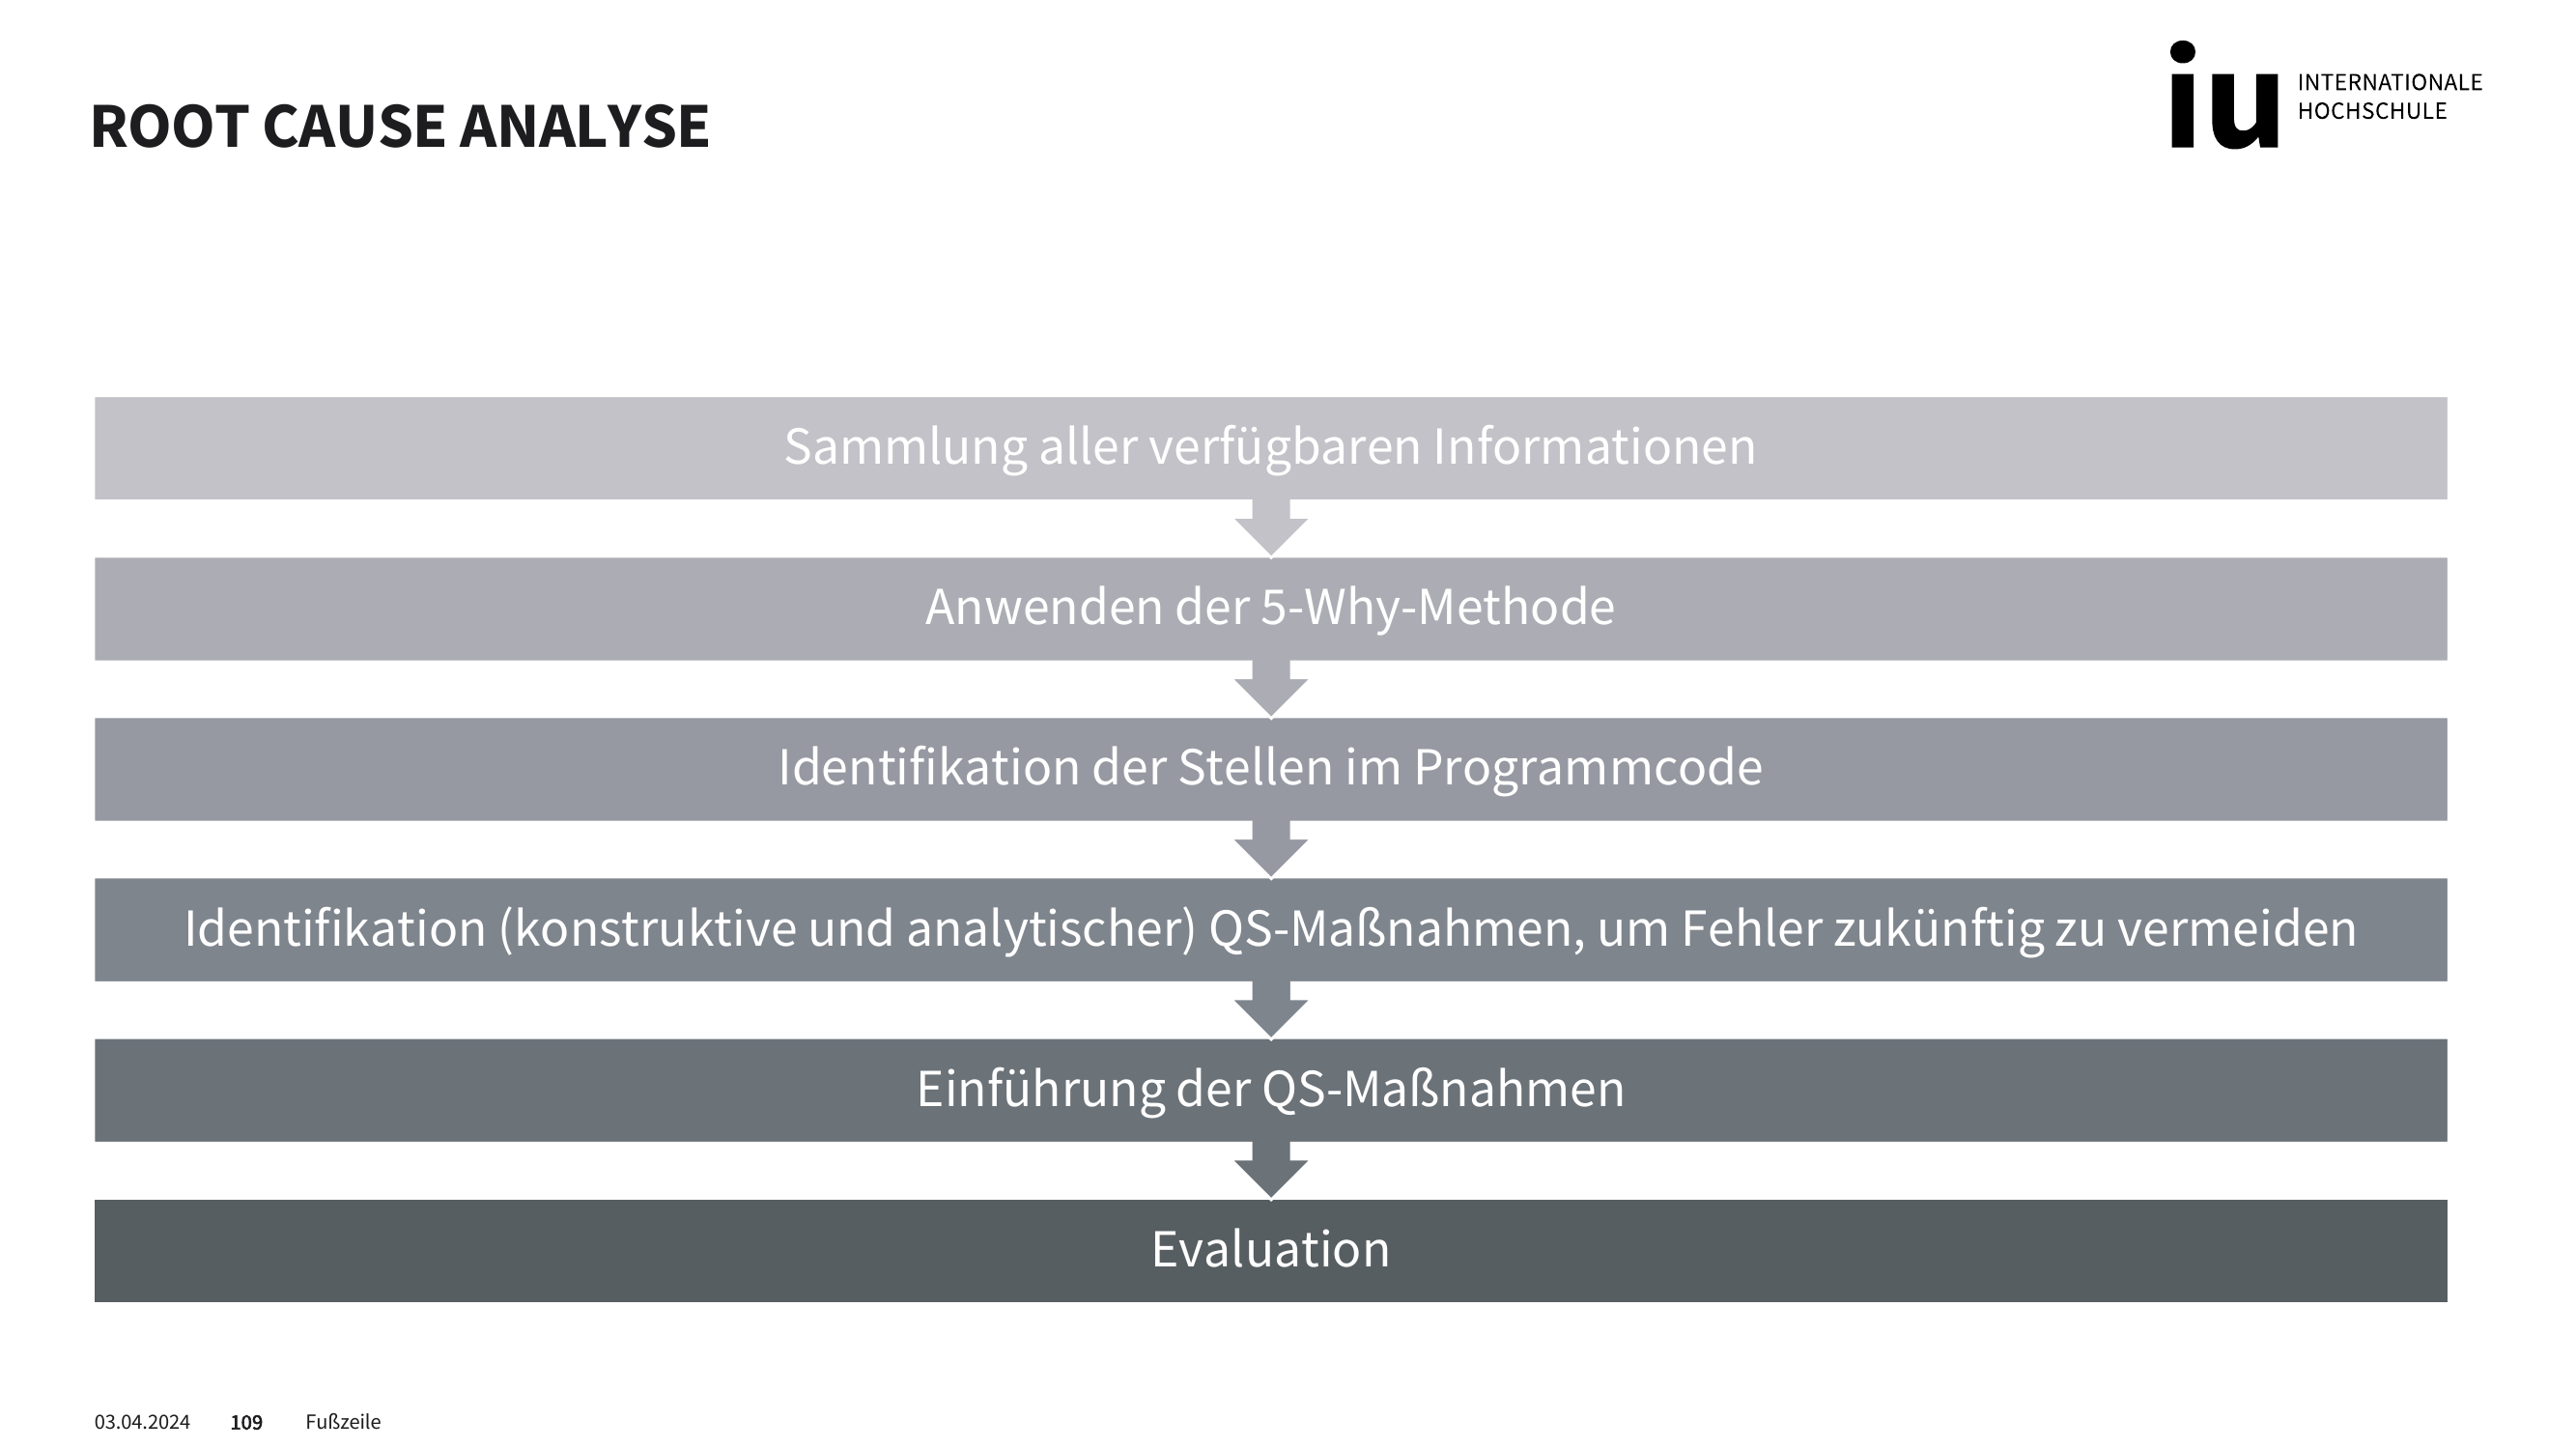 ROOT CAUSE ANALYSE
iu INTERNATIONALE
HOCHSCHULE
Sammlung aller verfügbaren Informationen
Anwenden der 5-Why-Methode
Identifikation der Stellen im Programmcode
Identifikation (konstruktive und analytischer) QS-Maßnahmen, um Fehler zukünftig zu vermeiden
Einführung der QS-Maßnahmen
Evaluation
03.04.2024 109 Fußzeile